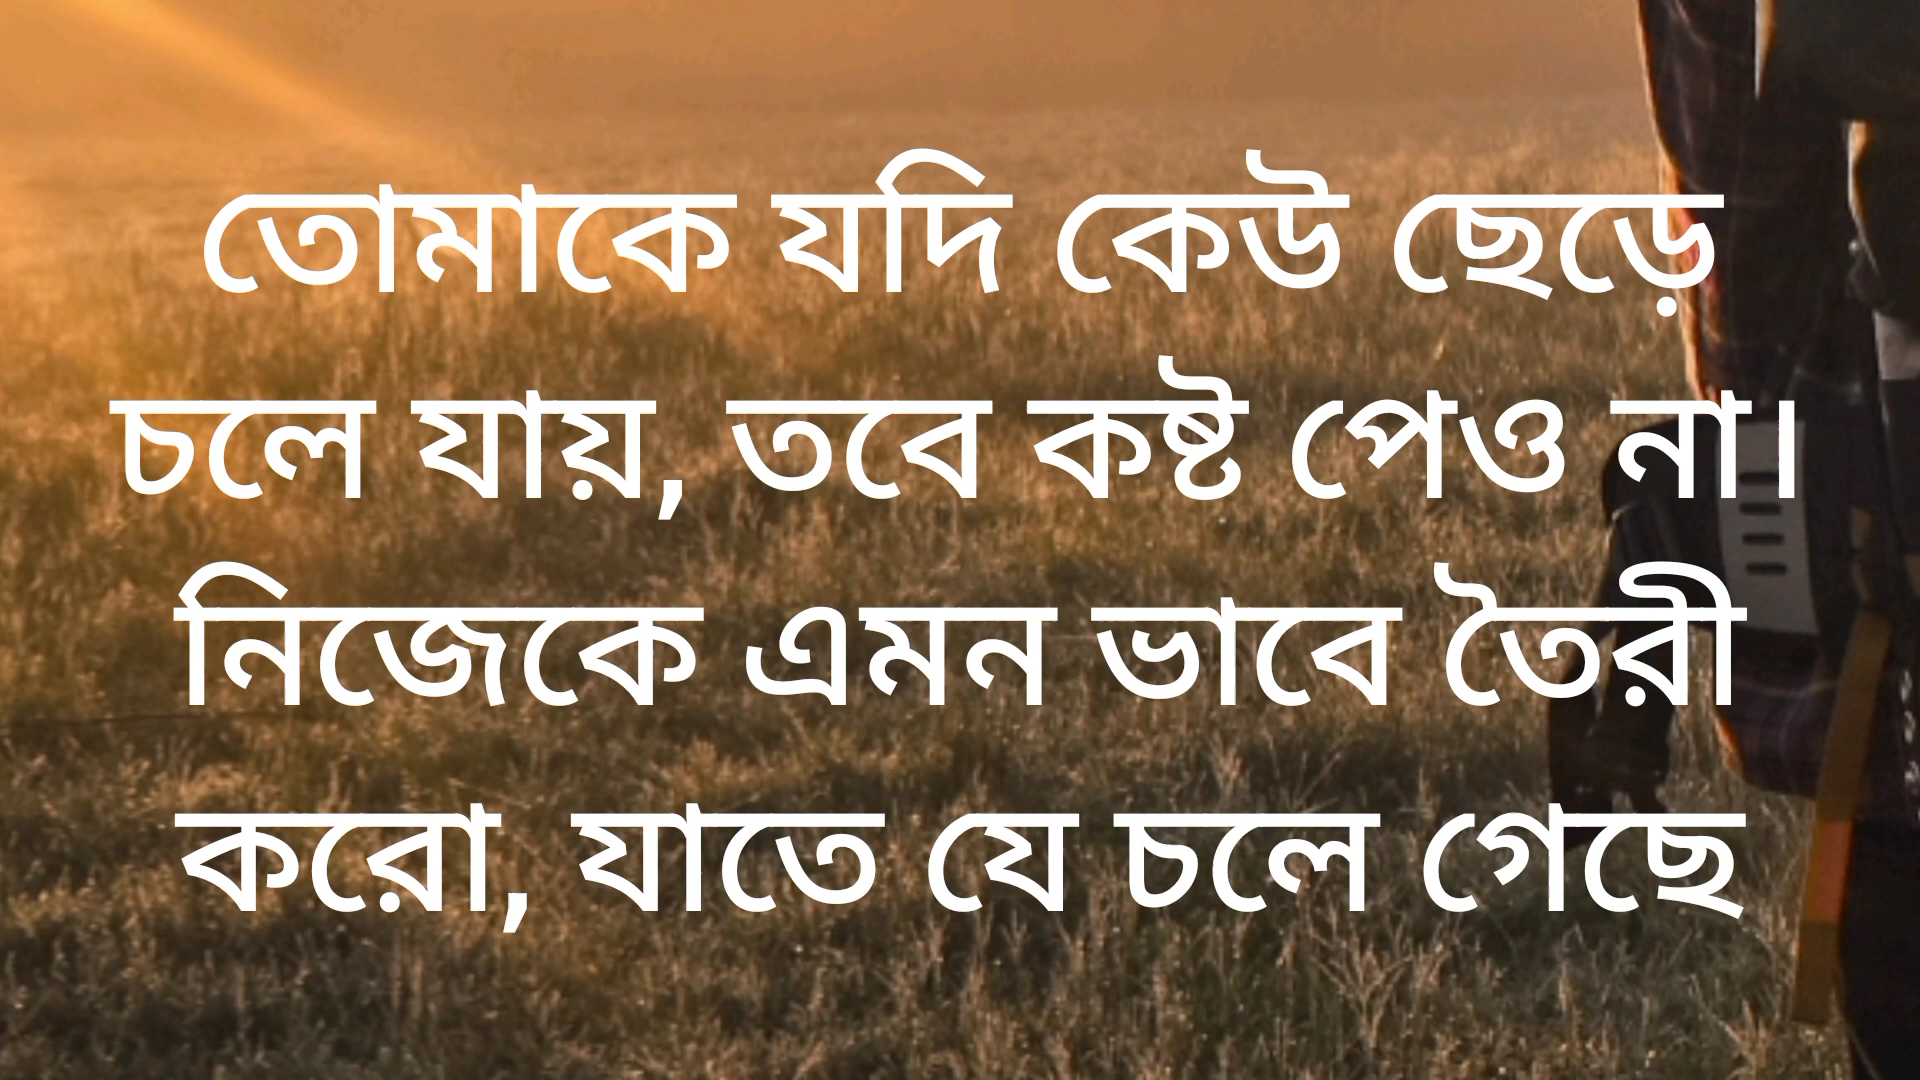 তোমাকে যদি কেউ ছেড়ে
চলে যায়, তবে কষ্ট পেও না।
নিজেকে এমন ভাবে তৈরী
করো, যাতে যে চলে গেছে